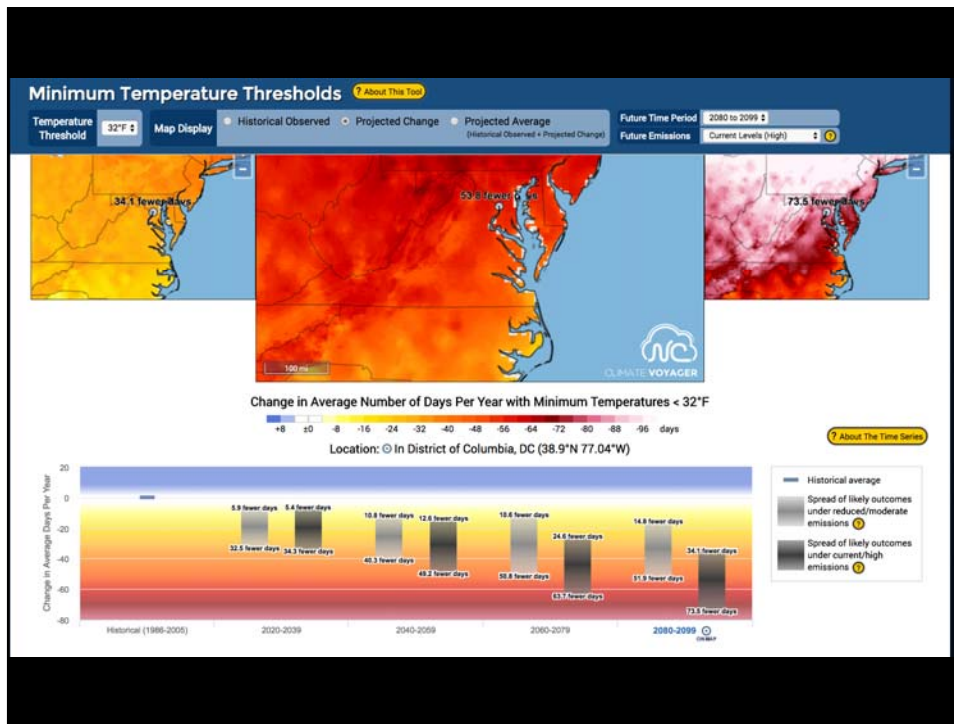 Minimum Temperature Thresholds
? About This Tool
Temperature Threshold
32°F
Map Display
Historical Observed
Projected Change
Projected Average
(Historical Observed + Projected Change)
Future Time Period
2080 to 2099
Future Emissions
Current Levels (High)
?
34.1 fewer days
53.8 fewer
73.5 fewer days
100 mi
NC
CLIMATE VOYAGER
Change in Average Number of Days Per Year with Minimum Temperatures < 32°F
+8 ±0 -8 -16 -24 -32 -40 -48 -56 -64 -72 -80 -88 -96 days
Location: In District of Columbia, DC (38.9°N 77.04°W)
? About The Time Series
Change in Average Days Per Year
20
0
-20
-40
-60
-80
5.9 fewer days
32.5 fewer days
5.4 fewer days
34.3 fewer days
10.8 fewer days
40.3 fewer days
12.6 fewer days
49.2 fewer days
10.6 fewer days
50.8 fewer days
24.6 fewer days
63.7 fewer days
14.8 fewer days
51.9 fewer days
34.1 fewer days
73.5 fewer days
Historical (1986-2005)
2020-2039
2040-2059
2060-2079
2080-2099
ON MAP
Historical average
Spread of likely outcomes
under reduced/moderate
emissions ?
Spread of likely outcomes
under current/high
emissions ?